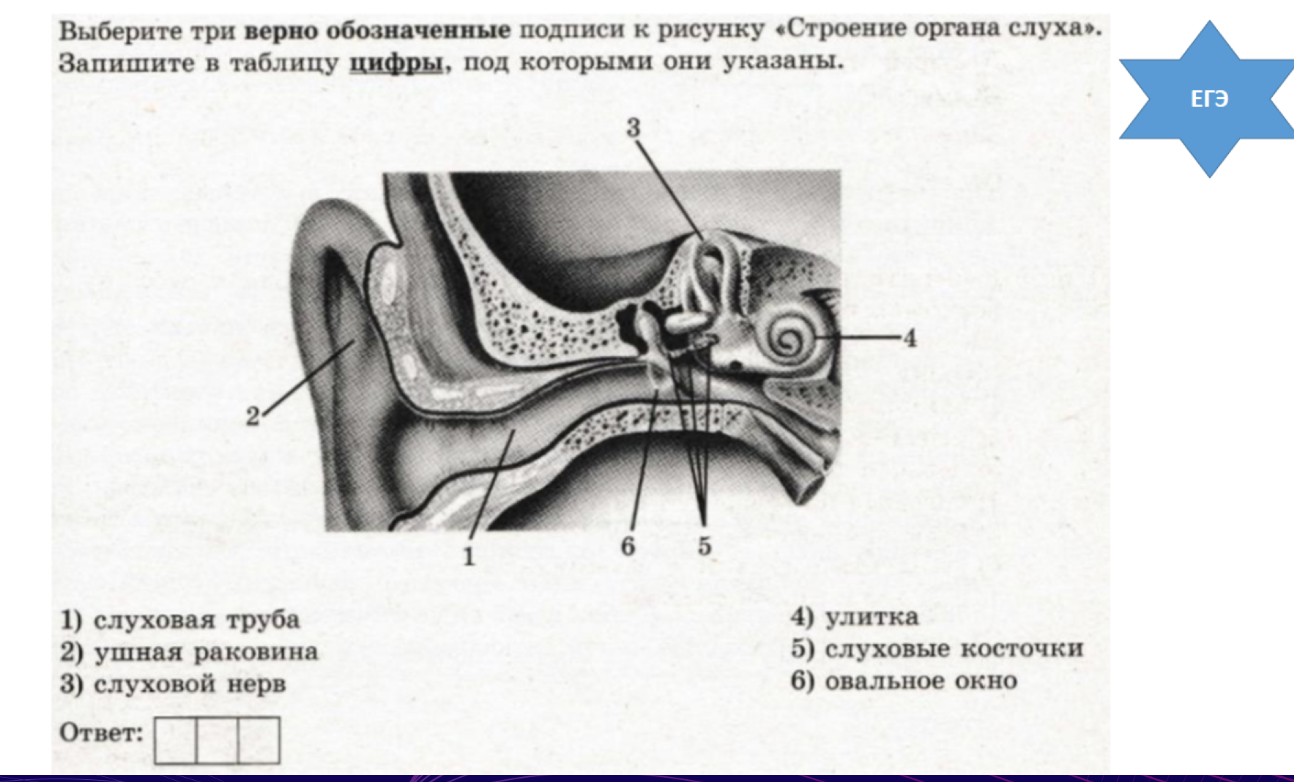 Выберите три верно обозначенные подписи к рисунку «Строение органа слуха».
Запишите в таблицу цифры, под которыми они указаны.
ЕГЭ
3
4
2
1
6
5
1) слуховая труба
2) ушная раковина
3) слуховой нерв
4) улитка
5) слуховые косточки
6) овальное окно
Ответ: